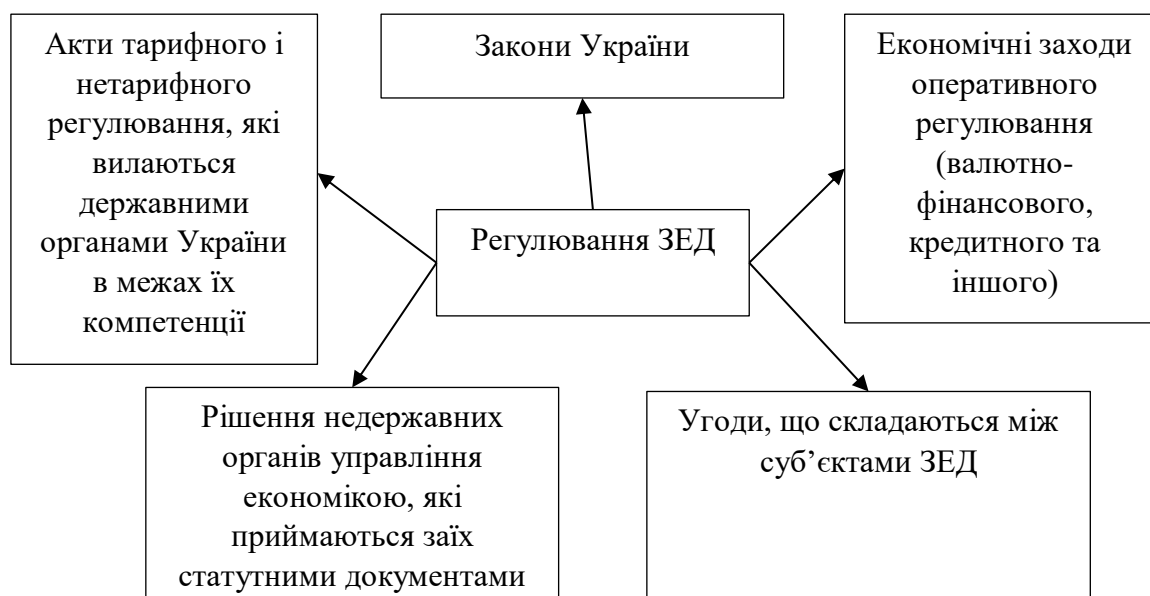 Акти тарифного і
нетарифного
регулювання, які
вилаються
державними
органами України
в межах їх
компетенції
Закони України
Економічні заходи
оперативного
регулювання
(валютно-
фінансового,
кредитного та
іншого)
Регулювання ЗЕД
Рішення недержавних
органів управління
економікою, які
приймаються заїх
статутними документами
Угоди, що складаються між
суб’єктами ЗЕД